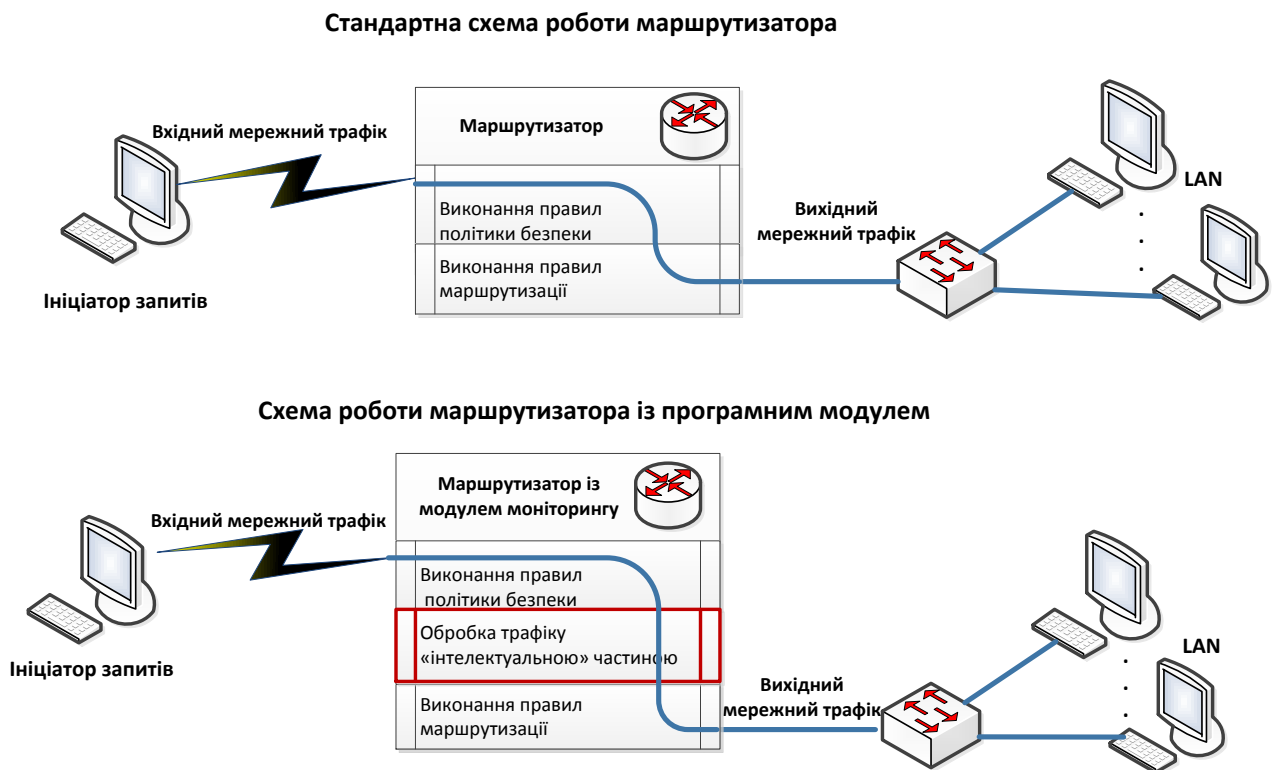 Стандартна схема роботи маршрутизатора
Вхідний мережний трафік
Маршрутизатор
Виконання правил
політики безпеки
Виконання правил
маршрутизації
Ініціатор запитів
Вихідний
мережний трафік
LAN
Схема роботи маршрутизатора із програмним модулем
Вхідний мережний трафік
Маршрутизатор із
модулем моніторингу
Виконання правил
політики безпеки
Обробка трафіку
«інтелектуальною» частиною
Виконання правил
маршрутизації
Ініціатор запитів
Вихідний
мережний трафік
LAN